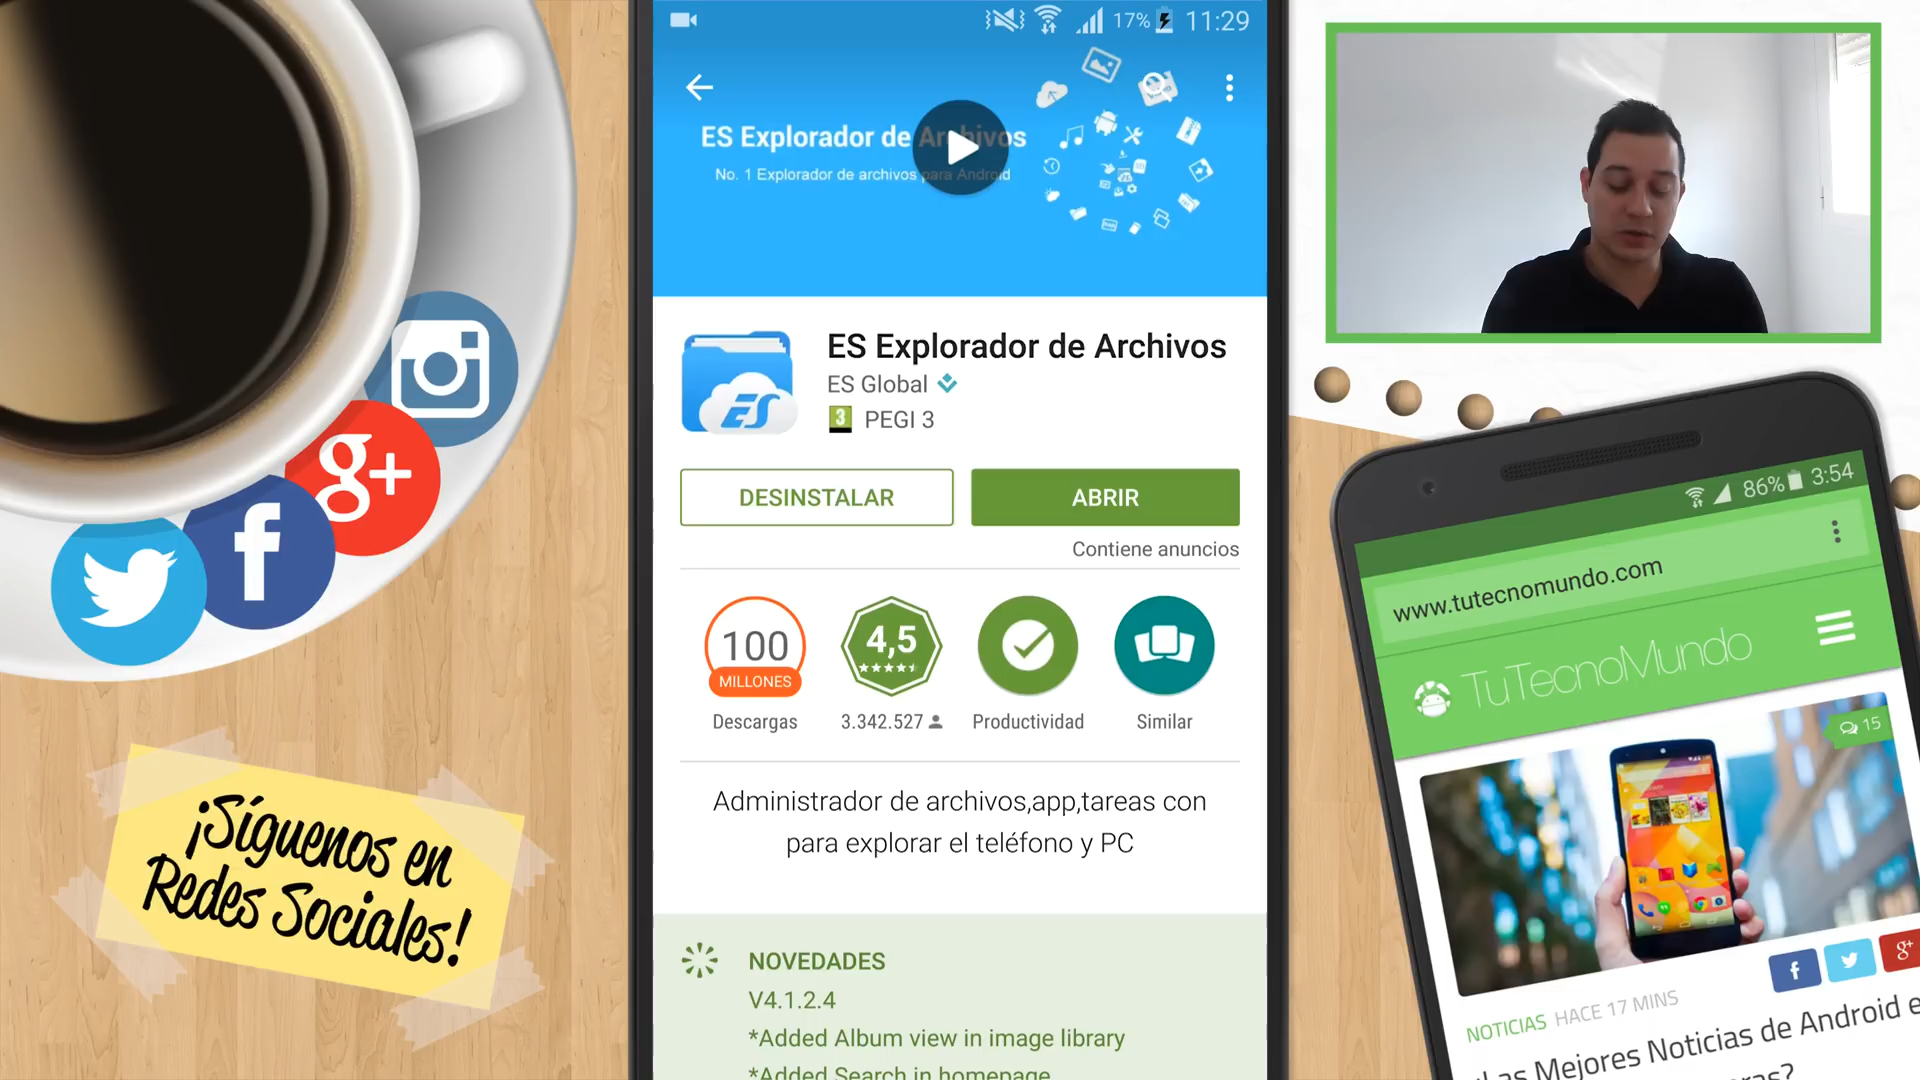 17% 11:29
ES Explorador de Archivos
No. 1 Explorador de archivos para Android
ES Explorador de Archivos
ES Global
3 PEGI 3
DESINSTALAR
ABRIR
Contiene anuncios
100
MILLONES
Descargas
4,5
3.342.527
Productividad
Similar
Administrador de archivos,app,tareas con
para explorar el teléfono y PC
NOVEDADES
V4.1.2.4
*Added Album view in image library
*Added Search in homepage
g+
f
¡Síguenos en
Redes Sociales!
86% 3:54
www.tutecnomundo.com
TuTecnoMundo
15
f
g+
NOTICIAS HACE 17 MINS
¿Las Mejores Noticias de Android e